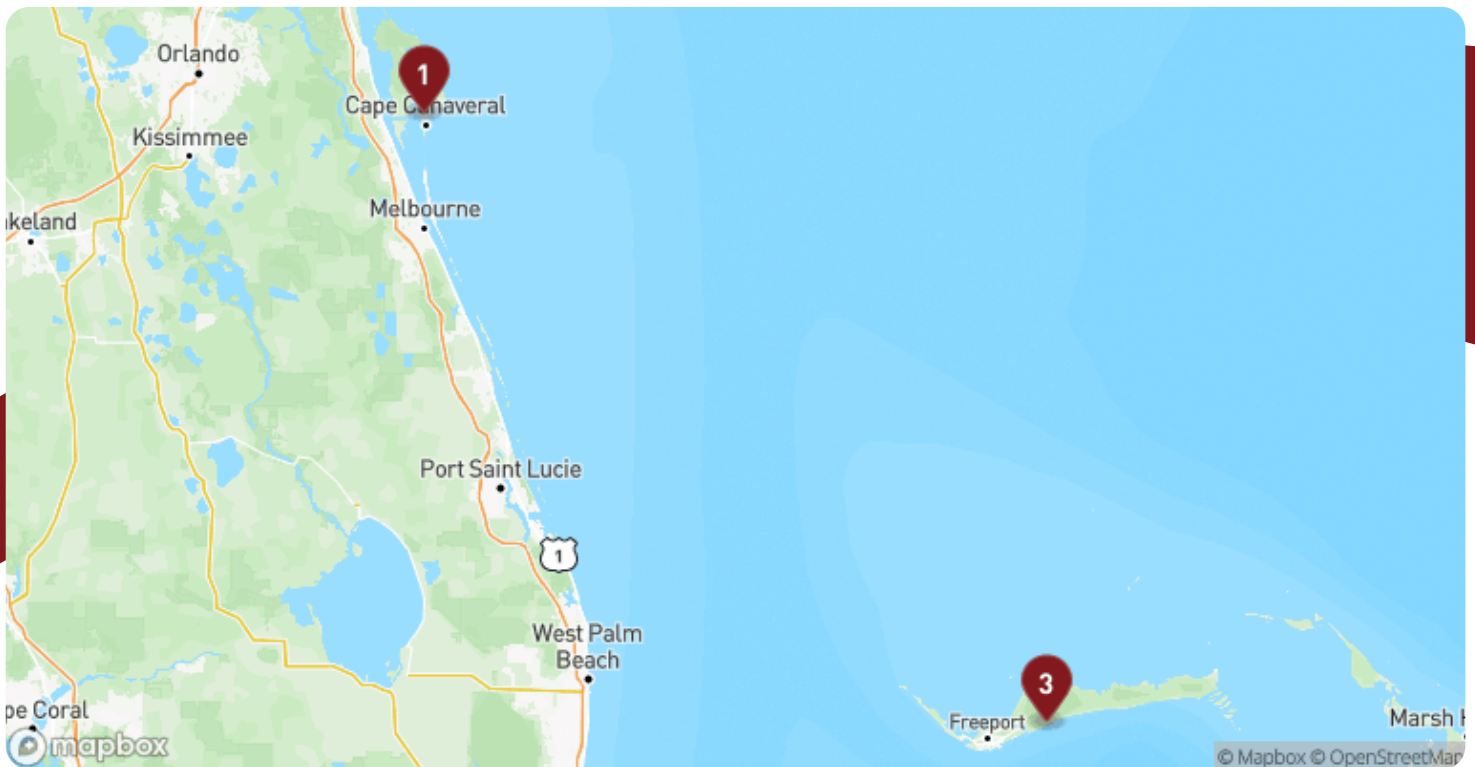 Orlando
1
Cape Canaveral
Kissimmee
Melbourne
akeland
Port Saint Lucie
1
West Palm
Beach
3
pe Coral
Freeport
Marsh H
mapbox
© Mapbox © OpenStreetMap